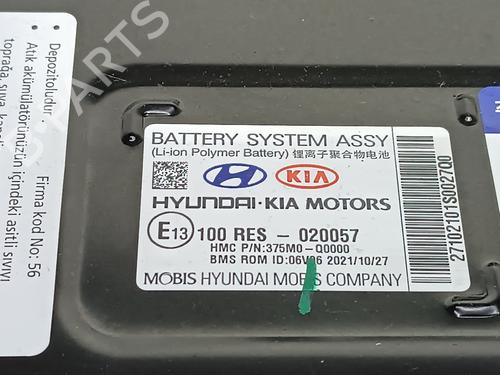 BATTERY SYSTEM ASSY
(Li-ion Polymer Battery) 锂离子聚合物电池
KIA
HYUNDAI · KIA MOTORS
E13 100 RES - 020057
HMC P/N:375M0-Q0000
BMS ROM ID:06V06 2021/10/27
MOBIS HYUNDAI MOBIS COMPANY
27102101S002700
Depozitoludur. Firma kod No: 56
Atık akümülatörünüzün içindeki asitli sıvıyı
PARTS